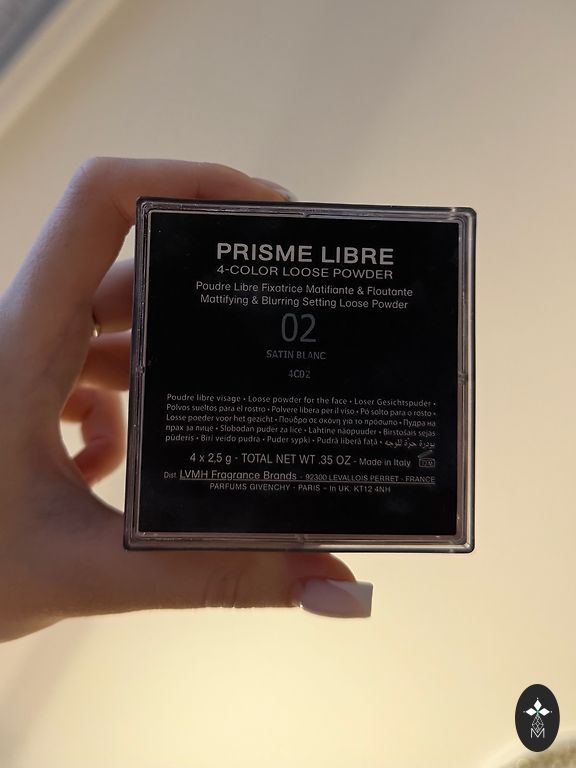 PRISME LIBRE
4-COLOR LOOSE POWDER
Poudre Libre Fixatrice Matifiante & Floutante
Mattifying & Blurring Setting Loose Powder
02
SATIN BLANC
4C02
Poudre libre visage • Loose powder for the face • Loser Gesichtspuder •
Polvos sueltos para el rostro • Polvere libera per il viso • Pó solto para o rosto •
Losse poeder voor het gezicht • Πούδρα σε σκόνη για το πρόσωπο • Пудра на
прах за лице • Slobodan puder za lice • Lahtine näopuuder • Birstošais sejas
pūderis • Biri veido pudra • Puder sypki • Pudră liberă față • بودرة حرّة للوجه
4 x 2,5 g - TOTAL NET WT .35 OZ - Made in Italy
Dist. LVMH Fragrance Brands - 92300 LEVALLOIS PERRET - FRANCE
PARFUMS GIVENCHY - PARIS - In UK: KT12 4NH
M